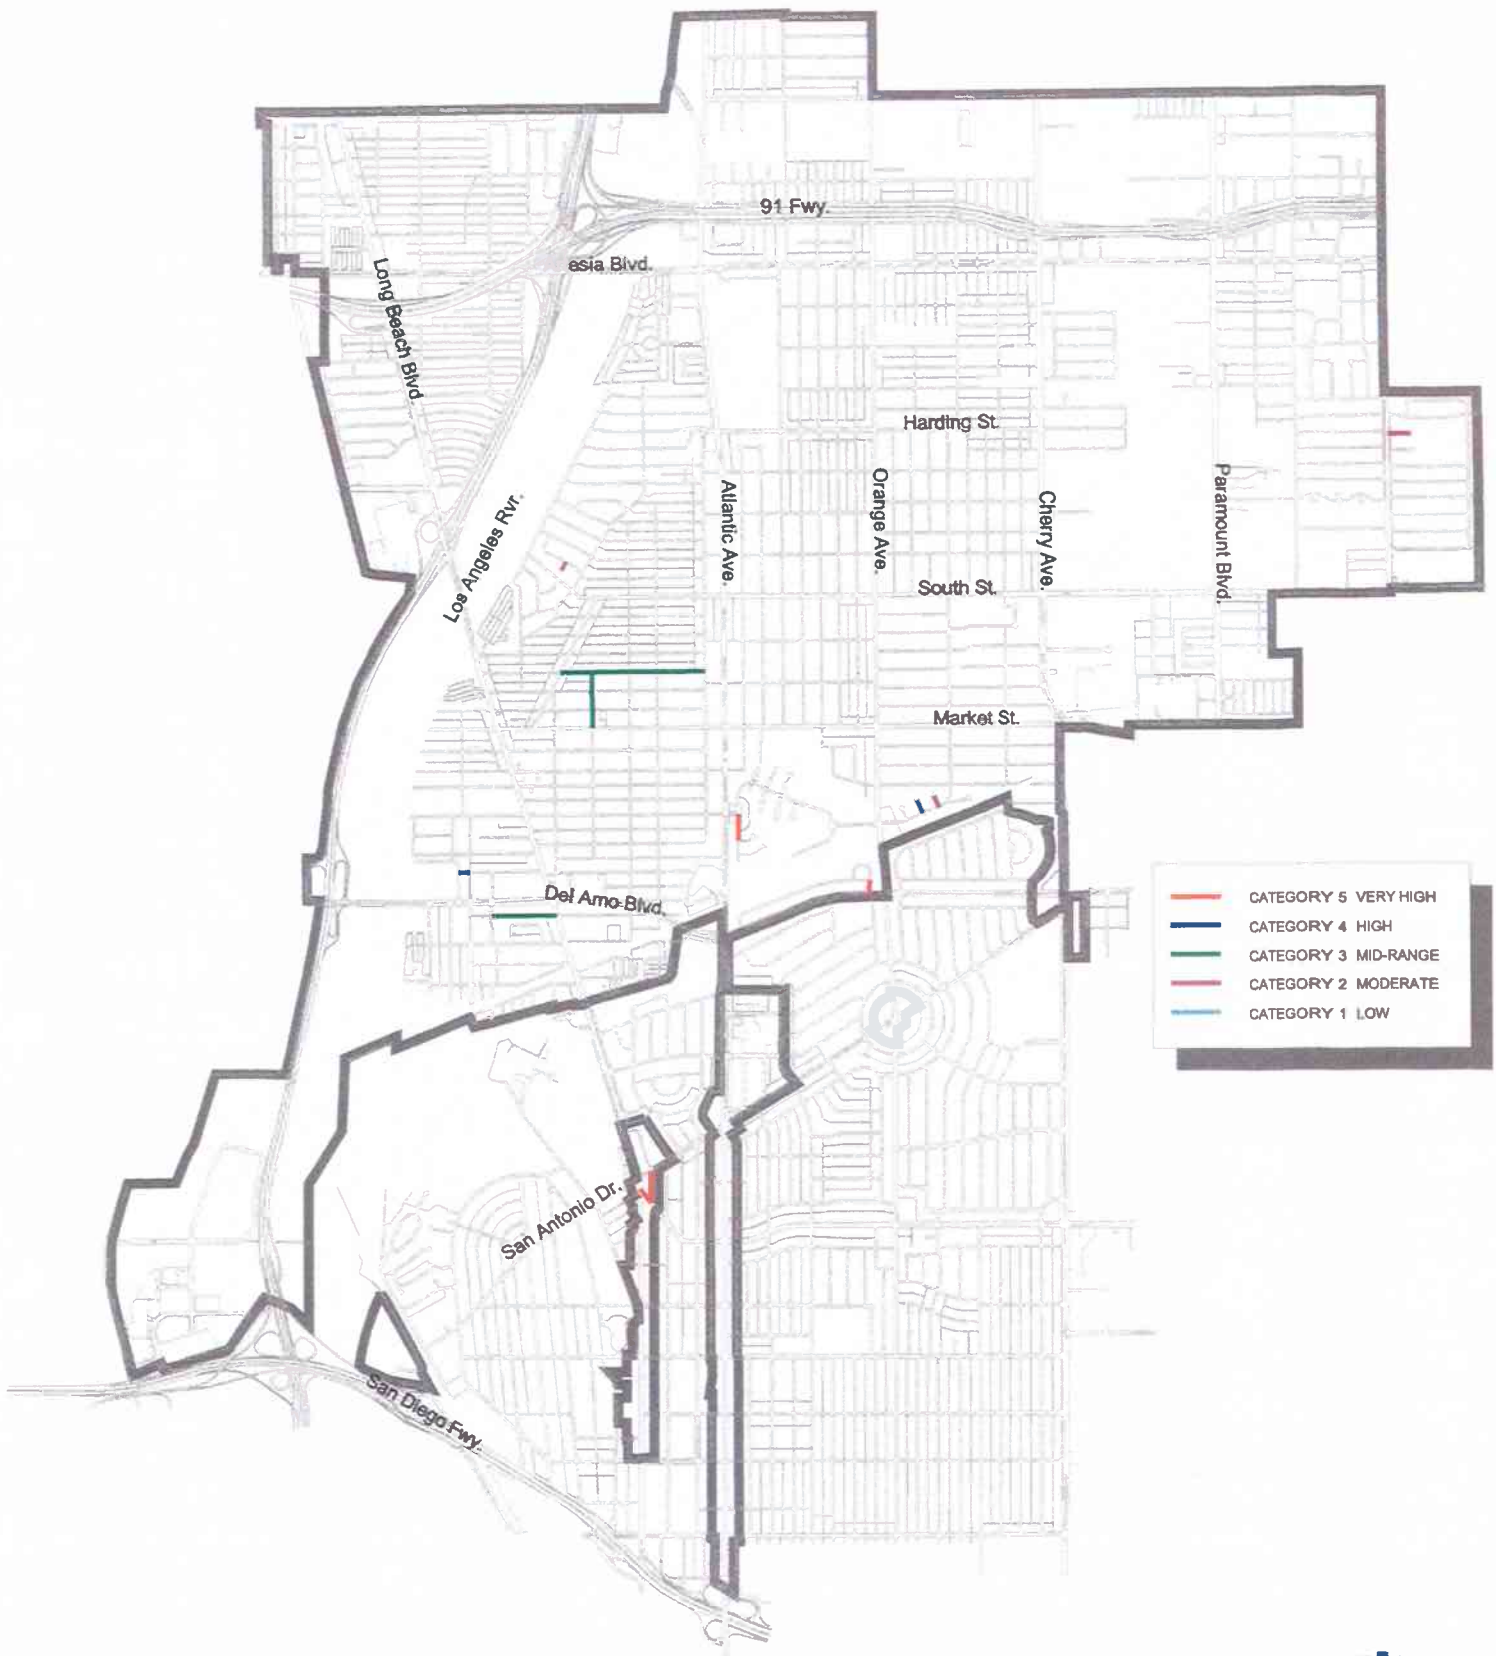 91 Fwy.
esia Blvd.
Long Beach Blvd.
Harding St.
Los Angeles Rvr.
Atlantic Ave.
Orange Ave.
Cherry Ave.
Paramount Blvd.
South St.
Market St.
Del Amo Blvd.
CATEGORY 5 VERY HIGH
CATEGORY 4 HIGH
CATEGORY 3 MID-RANGE
CATEGORY 2 MODERATE
CATEGORY 1 LOW
San Antonio Dr.
San Diego Fwy.